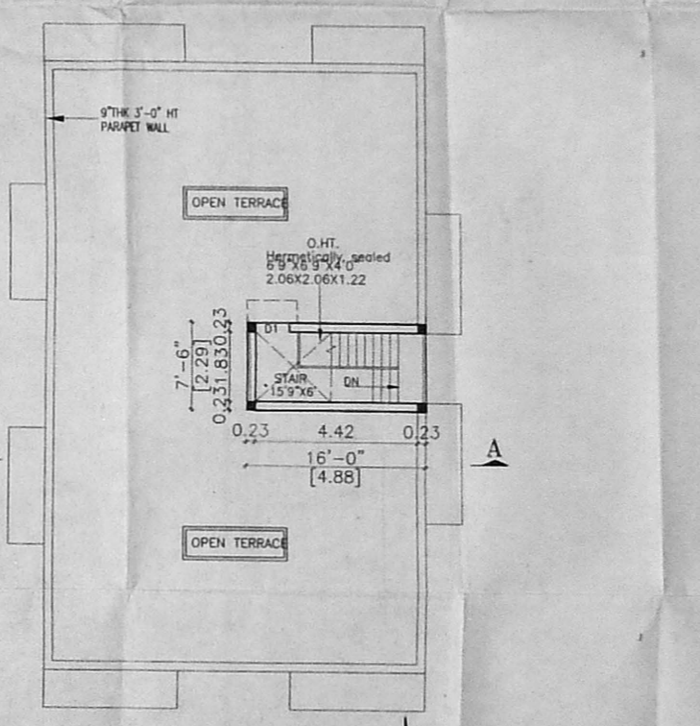 9"THK 3'-0" HT
PARAPET WALL
OPEN TERRACE
O.HT.
Hermetically, sealed
6'9"X6'9"X4'0"
2.06X2.06X1.22
D1
STAIR
15'9"X6'
DN
7'-6"
[2.29]
0.23
1.83
0.23
0.23
4.42
0.23
16'-0"
[4.88]
A
OPEN TERRACE